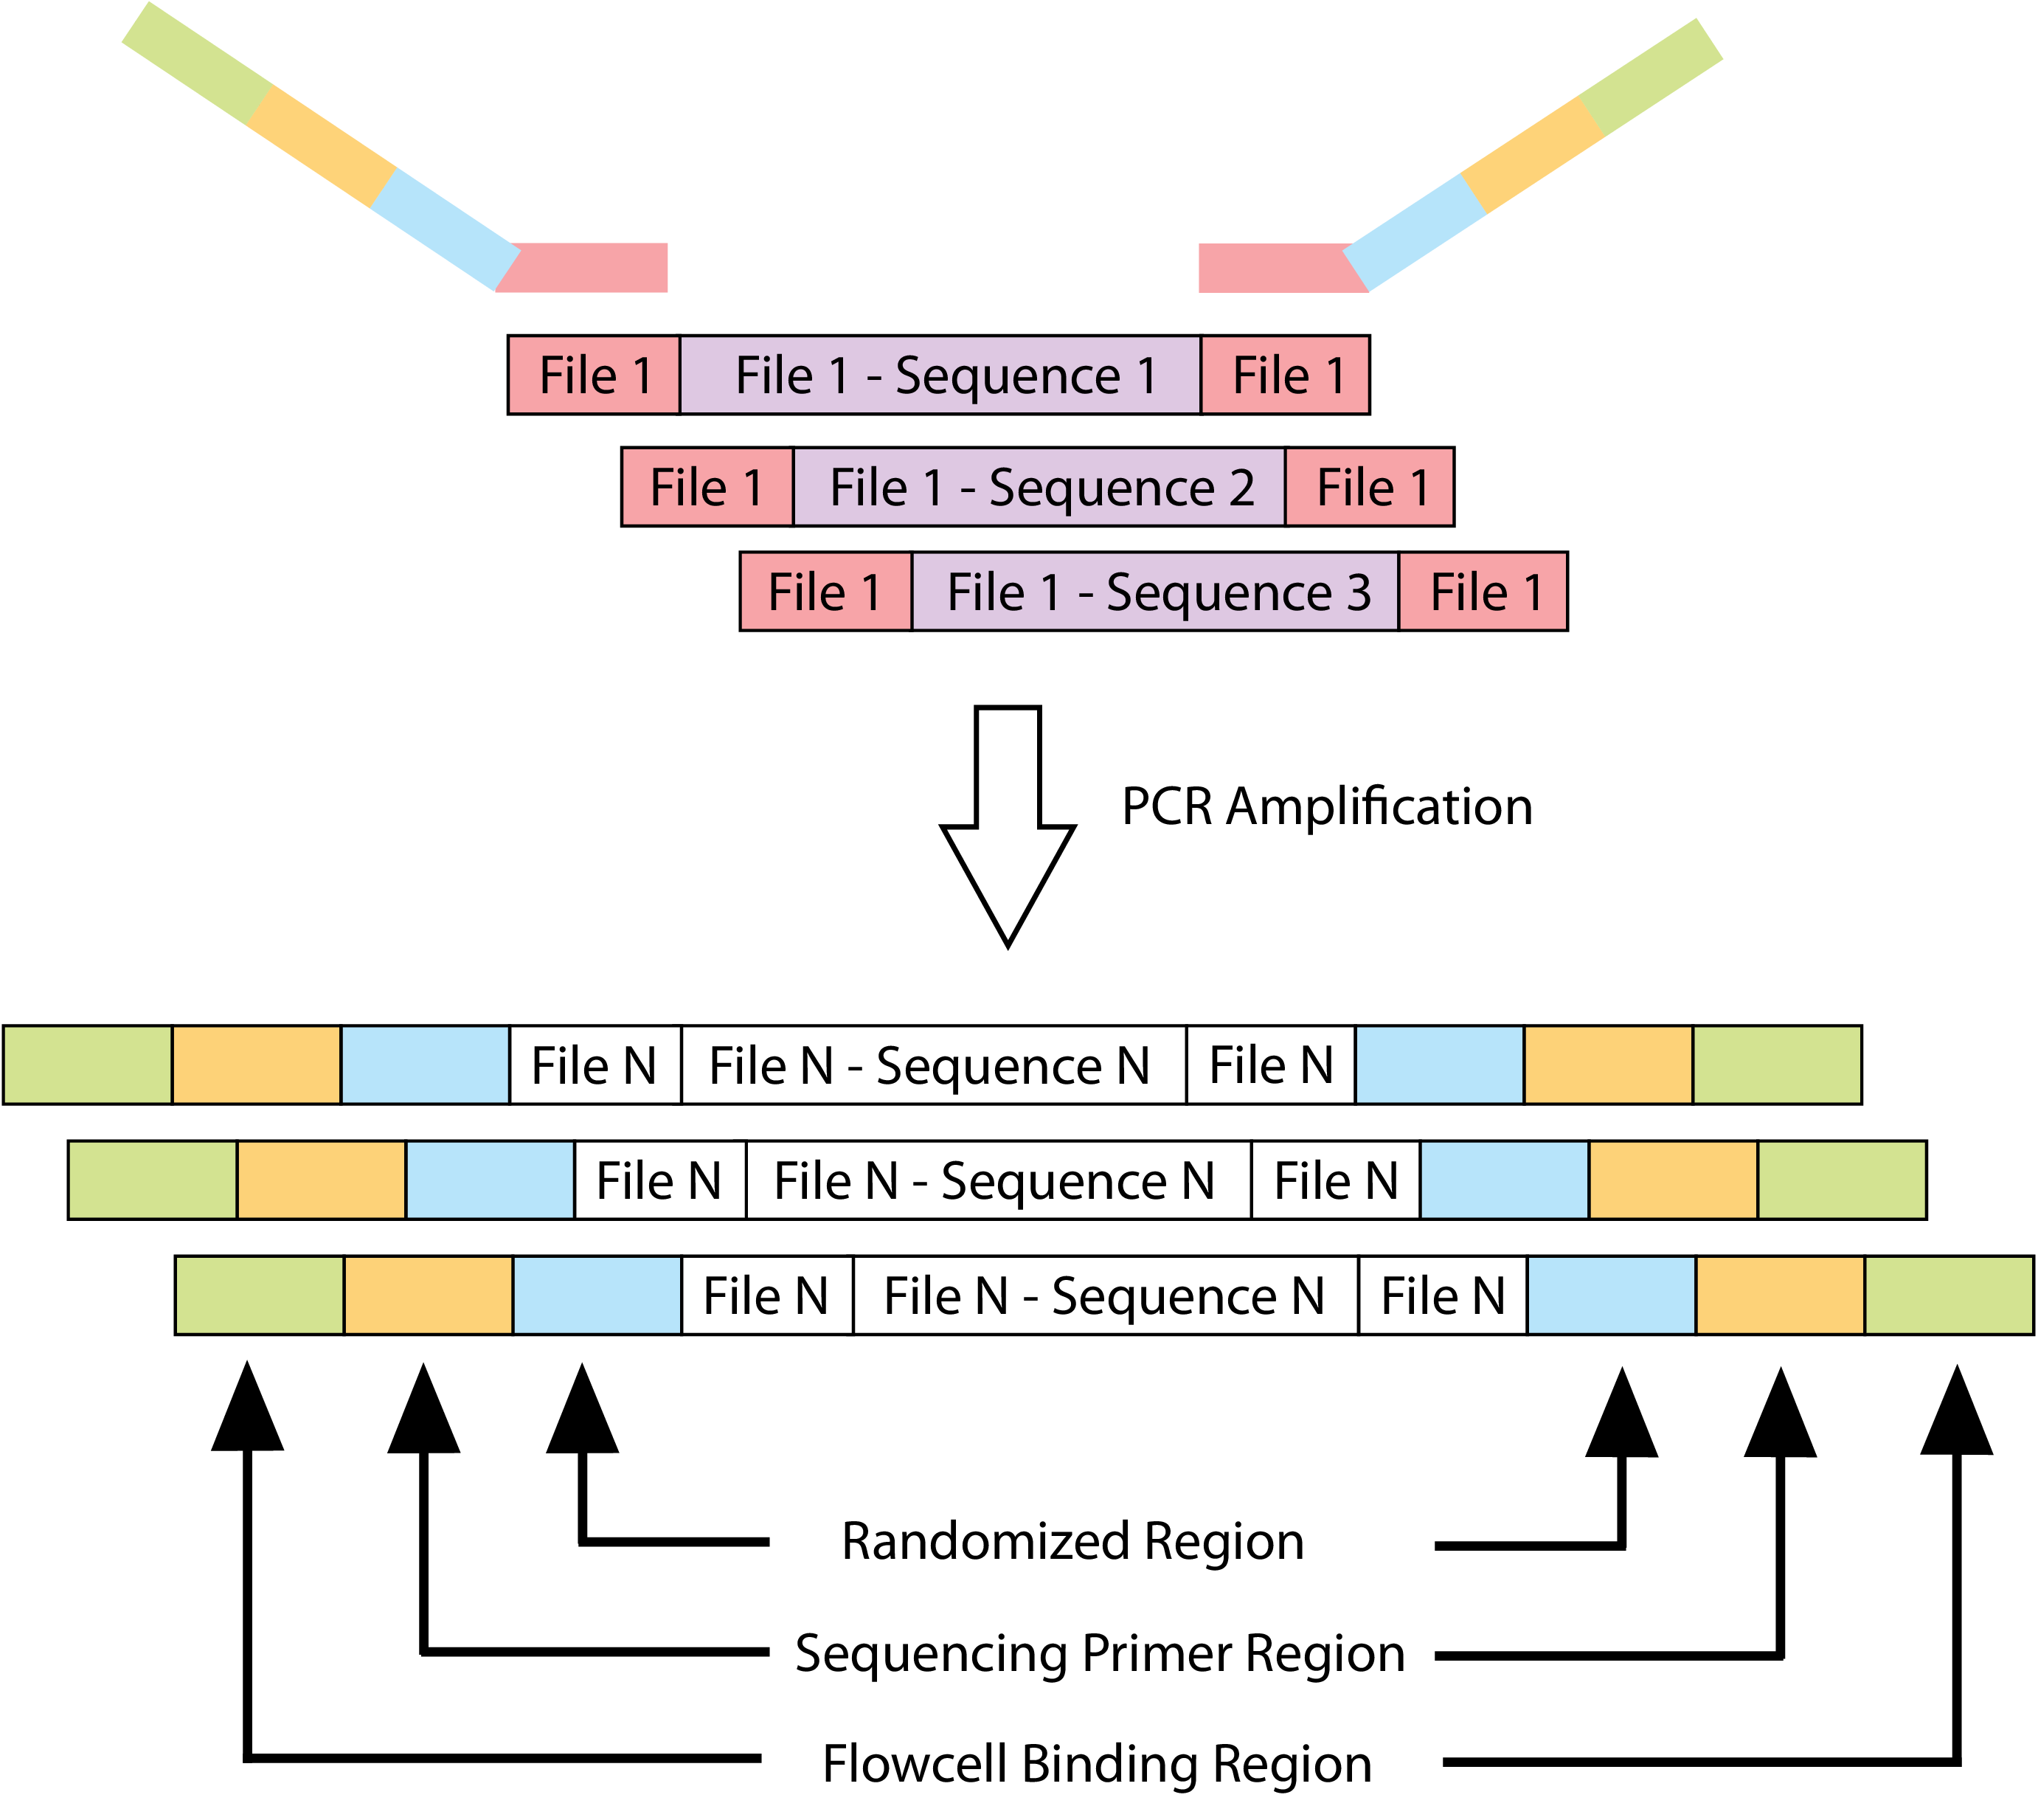 File 1 File 1 - Sequence 1 File 1
File 1 File 1 - Sequence 2 File 1
File 1 File 1 - Sequence 3 File 1
PCR Amplification
File N File N - Sequence N File N
File N File N - Sequence N File N
File N File N - Sequence N File N
Randomized Region
Sequencing Primer Region
Flowcell Binding Region